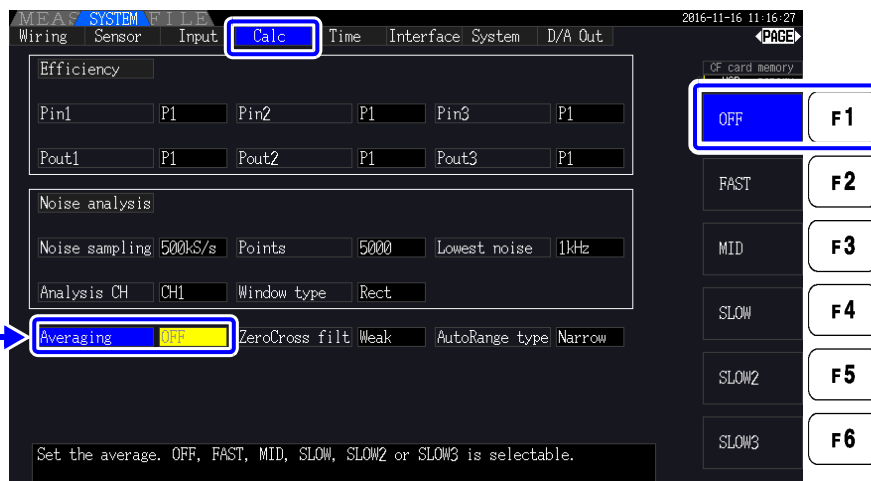 MEAS SYSTEM FILE 2016-11-16 11:16:27
Wiring Sensor Input Calc Time Interface System D/A Out PAGE
Efficiency
CF card memory
Pin1 P1 Pin2 P1 Pin3 P1
OFF F1
Pout1 P1 Pout2 P1 Pout3 P1
FAST F2
Noise analysis
Noise sampling 500kS/s Points 5000 Lowest noise 1kHz
MID F3
Analysis CH CH1 Window type Rect
SLOW F4
Averaging OFF ZeroCross filt Weak AutoRange type Narrow
SLOW2 F5
SLOW3 F6
Set the average. OFF, FAST, MID, SLOW, SLOW2 or SLOW3 is selectable.